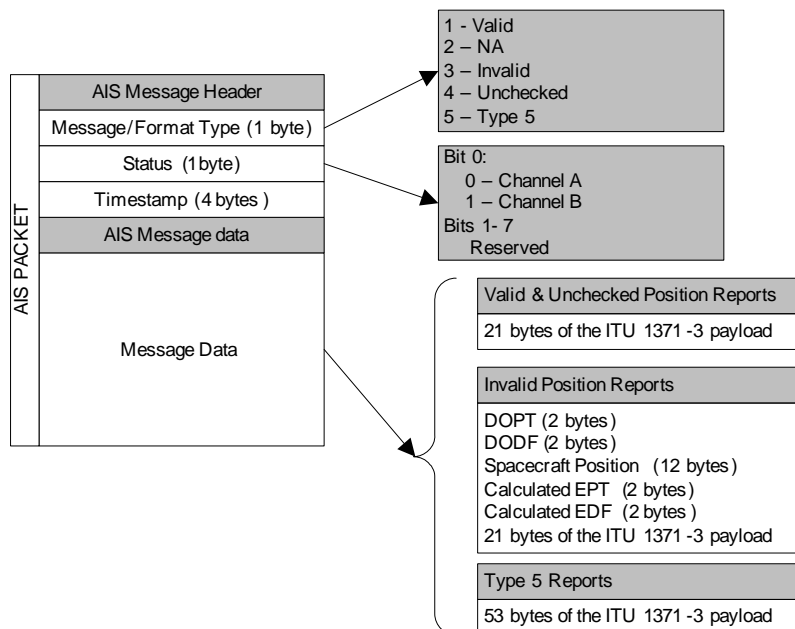 AIS PACKET
AIS Message Header
Message/Format Type (1 byte)
Status (1byte)
Timestamp (4 bytes)
AIS Message data
Message Data
1 - Valid
2 – NA
3 – Invalid
4 – Unchecked
5 – Type 5
Bit 0:
0 – Channel A
1 – Channel B
Bits 1- 7
Reserved
Valid & Unchecked Position Reports
21 bytes of the ITU 1371 -3 payload
Invalid Position Reports
DOPT (2 bytes)
DODF (2 bytes)
Spacecraft Position (12 bytes)
Calculated EPT (2 bytes)
Calculated EDF (2 bytes)
21 bytes of the ITU 1371 -3 payload
Type 5 Reports
53 bytes of the ITU 1371 -3 payload